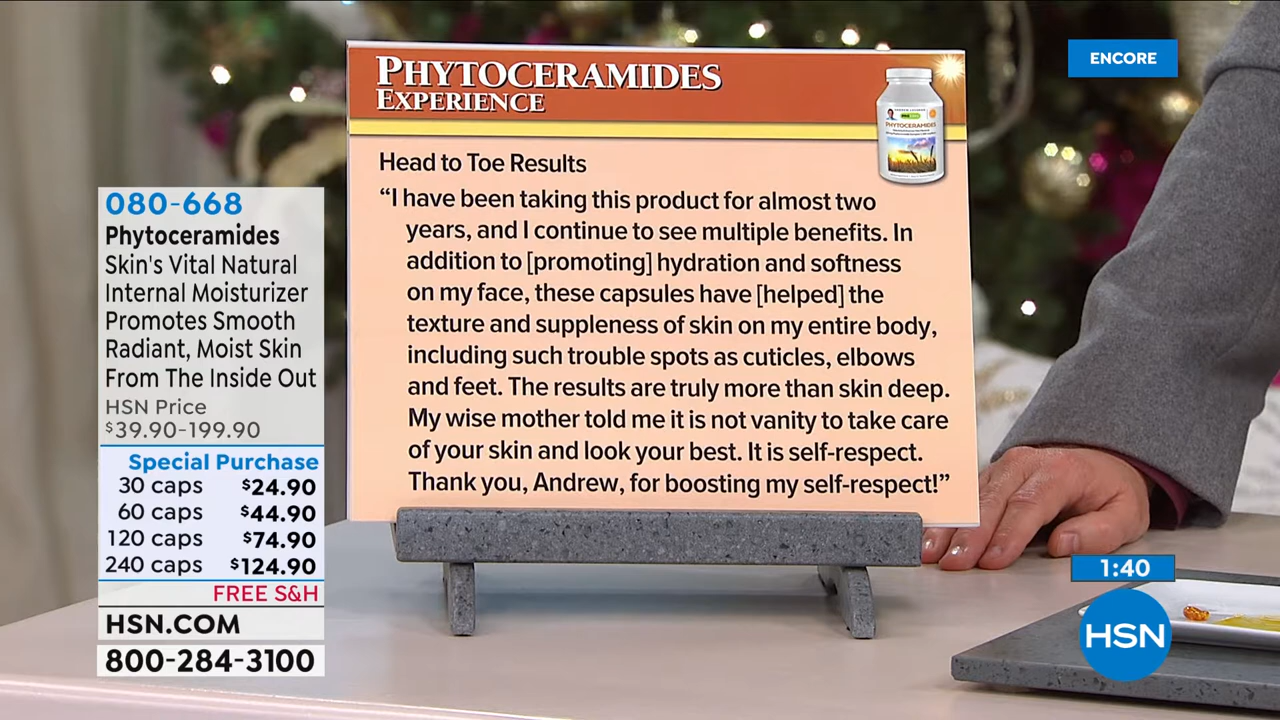 ENCORE
PHYTOCERAMIDES
EXPERIENCE
PHYTOCERAMIDES
Head to Toe Results
“I have been taking this product for almost two
years, and I continue to see multiple benefits. In
addition to [promoting] hydration and softness
on my face, these capsules have [helped] the
texture and suppleness of skin on my entire body,
including such trouble spots as cuticles, elbows
and feet. The results are truly more than skin deep.
My wise mother told me it is not vanity to take care
of your skin and look your best. It is self-respect.
Thank you, Andrew, for boosting my self-respect!”
080-668
Phytoceramides
Skin's Vital Natural
Internal Moisturizer
Promotes Smooth
Radiant, Moist Skin
From The Inside Out
HSN Price
$39.90-199.90
Special Purchase
30 caps $24.90
60 caps $44.90
120 caps $74.90
240 caps $124.90
FREE S&H
HSN.COM
800-284-3100
1:40
HSN